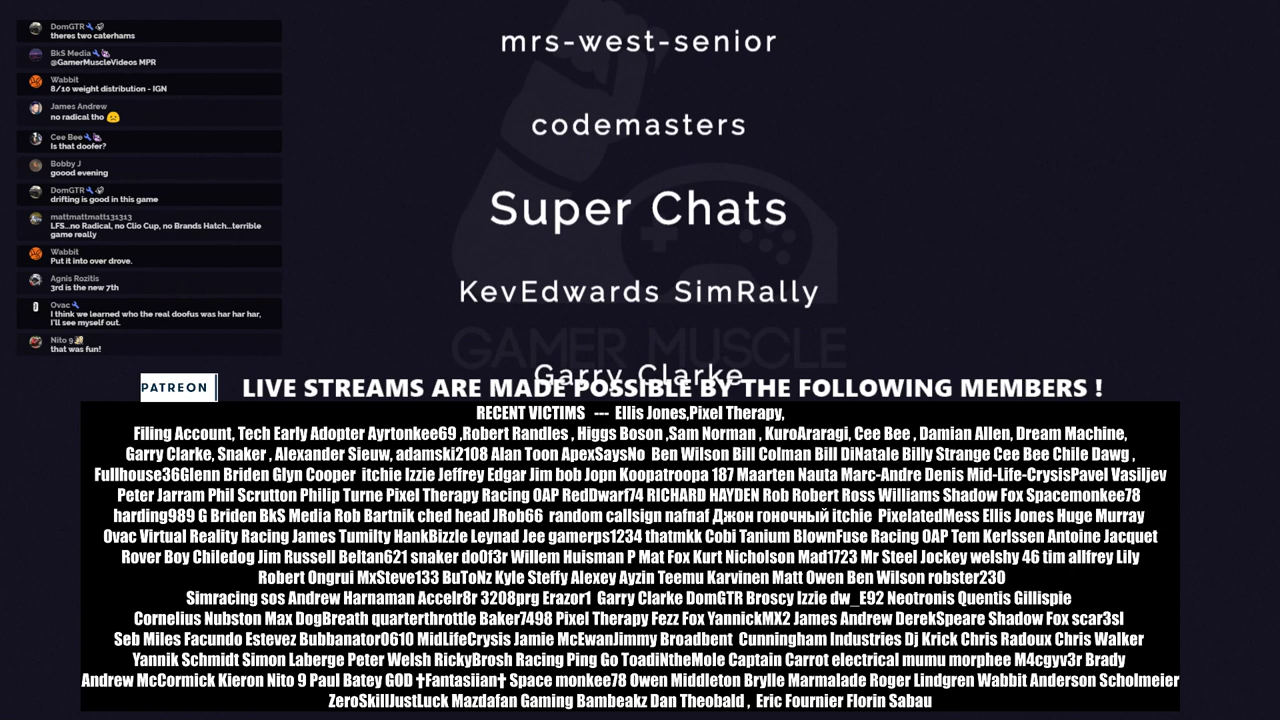 DomGTR
theres two caterhams
BkS Media
@GamerMuscleVideos MPR
Wabbit
8/10 weight distribution - IGN
James Andrew
no radical tho
Cee Bee
Is that doofer?
Bobby J
goood evening
DomGTR
drifting is good in this game
mattmattmatt131313
LFS...no Radical, no Clio Cup, no Brands Hatch...terrible
game really
Wabbit
Put it into over drove.
Agnis Rozitis
3rd is the new 7th
Ovac
I think we learned who the real doofus was har har har,
I'll see myself out.
Nito 9
that was fun!
mrs-west-senior
codemasters
Super Chats
KevEdwards SimRally
GAMER MUSCLE
Garry Clarke
PATREON
LIVE STREAMS ARE MADE POSSIBLE BY THE FOLLOWING MEMBERS !
RECENT VICTIMS --- Ellis Jones,Pixel Therapy,
Filing Account, Tech Early Adopter Ayrtonkee69 ,Robert Randles , Higgs Boson ,Sam Norman , KuroAraragi, Cee Bee , Damian Allen, Dream Machine,
Garry Clarke, Snaker , Alexander Sieuw, adamski2108 Alan Toon ApexSaysNo Ben Wilson Bill Colman Bill DiNatale Billy Strange Cee Bee Chile Dawg ,
Fullhouse36Glenn Briden Glyn Cooper itchie Izzie Jeffrey Edgar Jim bob Jopn Koopatroopa 187 Maarten Nauta Marc-Andre Denis Mid-Life-CrysisPavel Vasiljev
Peter Jarram Phil Scrutton Philip Turne Pixel Therapy Racing OAP RedDwarf74 RICHARD HAYDEN Rob Robert Ross Williams Shadow Fox Spacemonkee78
harding989 G Briden BkS Media Rob Bartnik ched head JRob66 random callsign nafnaf Джон гоночный itchie PixelatedMess Ellis Jones Huge Murray
Ovac Virtual Reality Racing James Tumilty HankBizzle Leynad Jee gamerps1234 thatmkk Cobi Tanium BlownFuse Racing OAP Tem Kerlssen Antoine Jacquet
Rover Boy Chiledog Jim Russell Beltan621 snaker do0f3r Willem Huisman P Mat Fox Kurt Nicholson Mad1723 Mr Steel Jockey welshy 46 tim allfrey Lily
Robert Ongrui MxSteve133 BuToNz Kyle Steffy Alexey Ayzin Teemu Karvinen Matt Owen Ben Wilson robster230
Simracing sos Andrew Harnaman Accelr8r 3208prg Erazor1 Garry Clarke DomGTR Broscy Izzie dw_E92 Neotronis Quentis Gillispie
Cornelius Nubston Max DogBreath quarterthrottle Baker7498 Pixel Therapy Fezz Fox YannickMX2 James Andrew DerekSpeare Shadow Fox scar3sl
Seb Miles Facundo Estevez Bubbanator0610 MidLifeCrysis Jamie McEwanJimmy Broadbent Cunningham Industries Dj Krick Chris Radoux Chris Walker
Yannik Schmidt Simon Laberge Peter Welsh RickyBrosh Racing Ping Go ToadiNtheMole Captain Carrot electrical mumu morphee M4cgyv3r Brady
Andrew McCormick Kieron Nito 9 Paul Batey GOD †Fantasiian† Space monkee78 Owen Middleton Brylle Marmalade Roger Lindgren Wabbit Anderson Scholmeier
ZeroSkillJustLuck Mazdafan Gaming Bambeakz Dan Theobald , Eric Fournier Florin Sabau